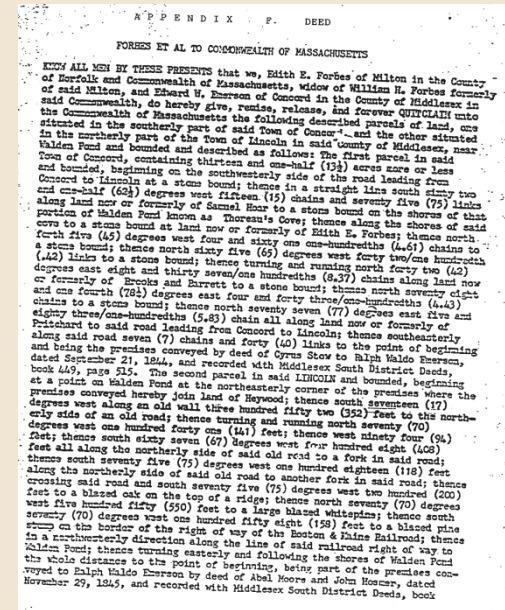 APPENDIX F. DEED
FORBES ET AL TO COMMONWEALTH OF MASSACHUSETTS
KNOW ALL MEN BY THESE PRESENTS that we, Edith E. Forbes of Milton in the County
of Norfolk and Commonwealth of Massachusetts, widow of William H. Forbes formerly
of said Milton, and Edward W. Emerson of Concord in the County of Middlesex in
said Commonwealth, do hereby give, remise, release, and forever QUITCLAIM unto
the Commonwealth of Massachusetts the following described parcels of land, one
situated in the southerly part of said Town of Concord and the other situated
in the northerly part of the Town of Lincoln in said County of Middlesex, near
Walden Pond and bounded and described as follows: The first parcel in said
Town of Concord, containing thirteen and one-half (13½) acres more or less
and bounded, beginning on the southwesterly side of the road leading from
Concord to Lincoln at a stone bound; thence in a straight line south sixty two
and one-half (62½) degrees west fifteen (15) chains and seventy five (75) links
along land now or formerly of Samuel Hoar to a stone bound on the shores of that
portion of Walden Pond known as Thoreau's Cove; thence along the shores of said
cove to a stone bound at land now or formerly of Edith E. Forbes; thence north
forth five (45) degrees west four and sixty one one-hundredths (4.61) chains to
a stone bound; thence north sixty five (65) degrees west forty two/one hundredth
(.42) links to a stone bound; thence turning and running north forty two (42)
degrees east eight and thirty seven/one hundredths (8.37) chains along land now
or formerly of Brooks and Barrett to a stone bound; thence north seventy eight
and one fourth (78¼) degrees east four and forty three/one-hundredths (4.43)
chains to a stone bound; thence north seventy seven (77) degrees east five and
eighty three/one-hundredths (5.83) chain all along land now or formerly of
Pritchard to said road leading from Concord to Lincoln; thence southeasterly
along said road seven (7) chains and forty (40) links to the point of beginning
and being the premises conveyed by deed of Cyrus Stow to Ralph Waldo Emerson,
dated September 21, 1844, and recorded with Middlesex South District Deeds,
book 449, page 515. The second parcel in said LINCOLN and bounded, beginning
at a point on Walden Pond at the northeasterly corner of the premises where the
premises conveyed hereby join land of Heywood; thence south seventeen (17)
degrees west along an old wall three hundred fifty two (352) feet to the north-
erly side of an old road; thence turning and running north seventy (70)
degrees west one hundred forty one (141) feet; thence west ninety four (94)
feet; thence south sixty seven (67) degrees west four hundred eight (408)
feet all along the northerly side of said old road to a fork in said road;
thence south seventy five (75) degrees west one hundred eighteen (118) feet
along the northerly side of said old road to another fork in said road; thence
crossing said road and south seventy five (75) degrees west two hundred (200)
feet to a blazed oak on the top of a ridge; thence north seventy (70) degrees
west five hundred fifty (550) feet to a large blazed whitepine; thence south
seventy (70) degrees west one hundred fifty eight (158) feet to a blazed pine
stump on the border of the right of way of the Boston & Maine Railroad; thence
in a northwesterly direction along the line of said railroad right of way to
Walden Pond; thence turning easterly and following the shores of Walden Pond
the whole distance to the point of beginning, being part of the premises con-
veyed to Ralph Waldo Emerson by deed of Abel Moore and John Hosmer, dated
November 29, 1845, and recorded with Middlesex South District Deeds, book